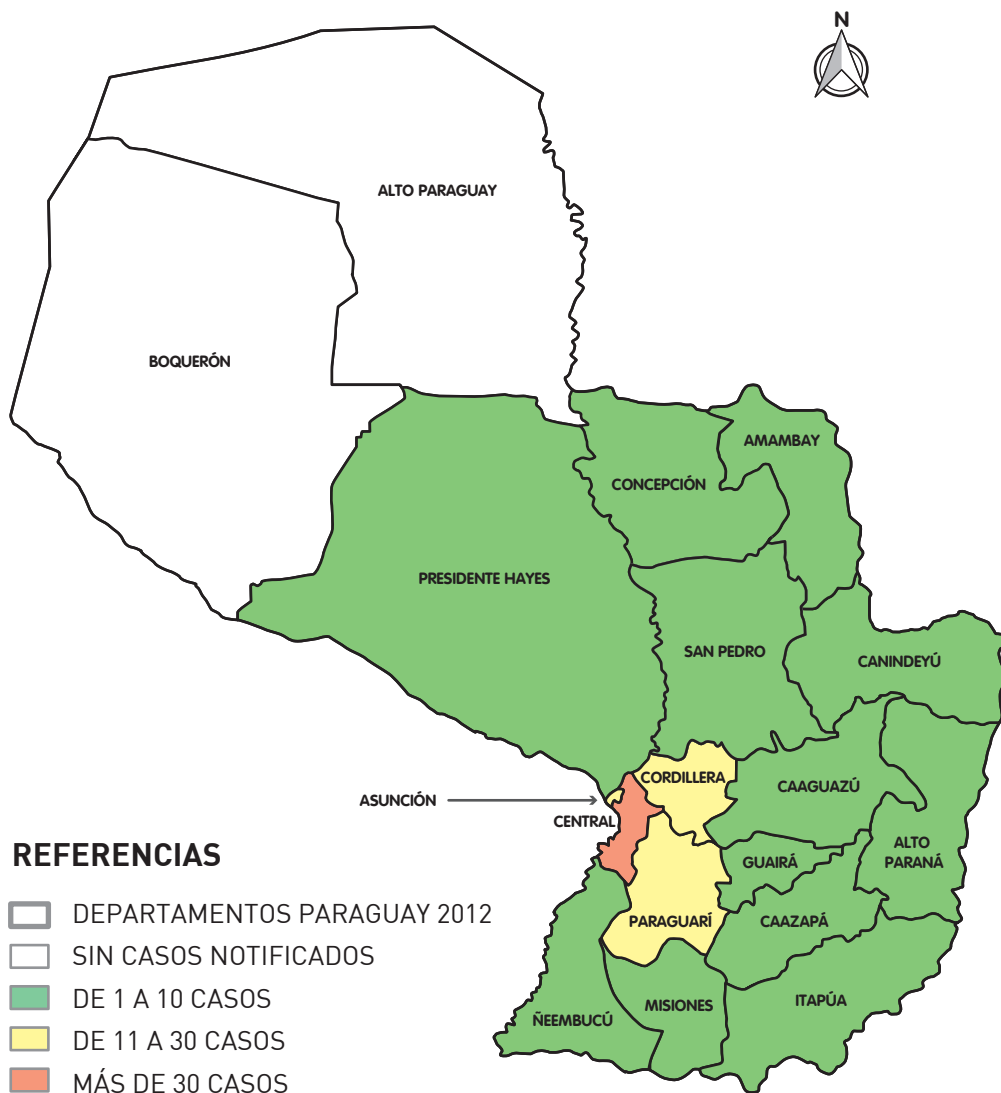 N
ALTO PARAGUAY
BOQUERÓN
AMAMBAY
CONCEPCIÓN
PRESIDENTE HAYES
SAN PEDRO
CANINDEYÚ
CORDILLERA
CAAGUAZÚ
ASUNCIÓN
CENTRAL
ALTO
PARANÁ
GUAIRÁ
CAAZAPÁ
PARAGUARÍ
MISIONES
ITAPÚA
ÑEEMBUCÚ
REFERENCIAS
DEPARTAMENTOS PARAGUAY 2012
SIN CASOS NOTIFICADOS
DE 1 A 10 CASOS
DE 11 A 30 CASOS
MÁS DE 30 CASOS